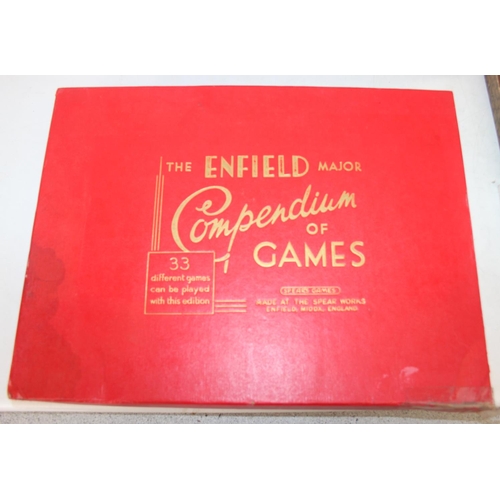 THE ENFIELD MAJOR
Compendium
OF
GAMES
33
different games
can be played
with this edition
SPEAR'S GAMES
MADE AT THE SPEAR WORKS
ENFIELD, MIDDX, ENGLAND